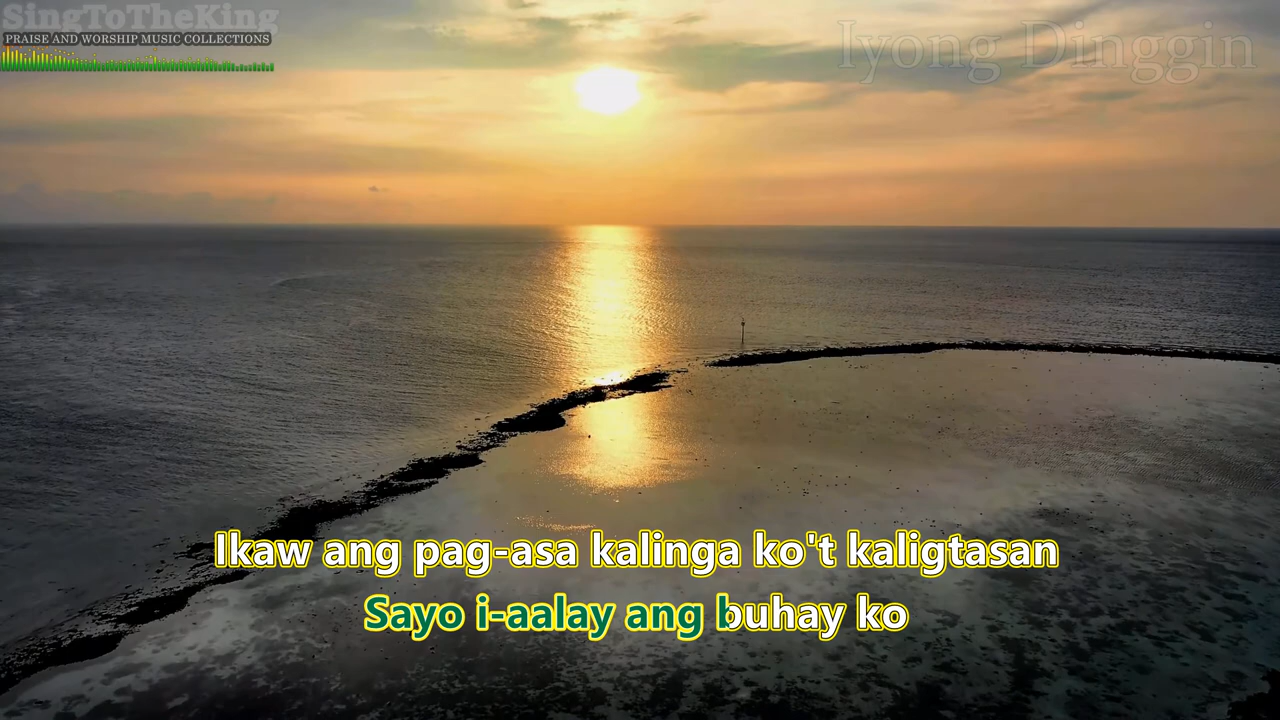 SingToTheKing
PRAISE AND WORSHIP MUSIC COLLECTIONS
Iyong Dinggin
Ikaw ang pag-asa kalinga ko't kaligtasan
Sayo i-aalay ang buhay ko